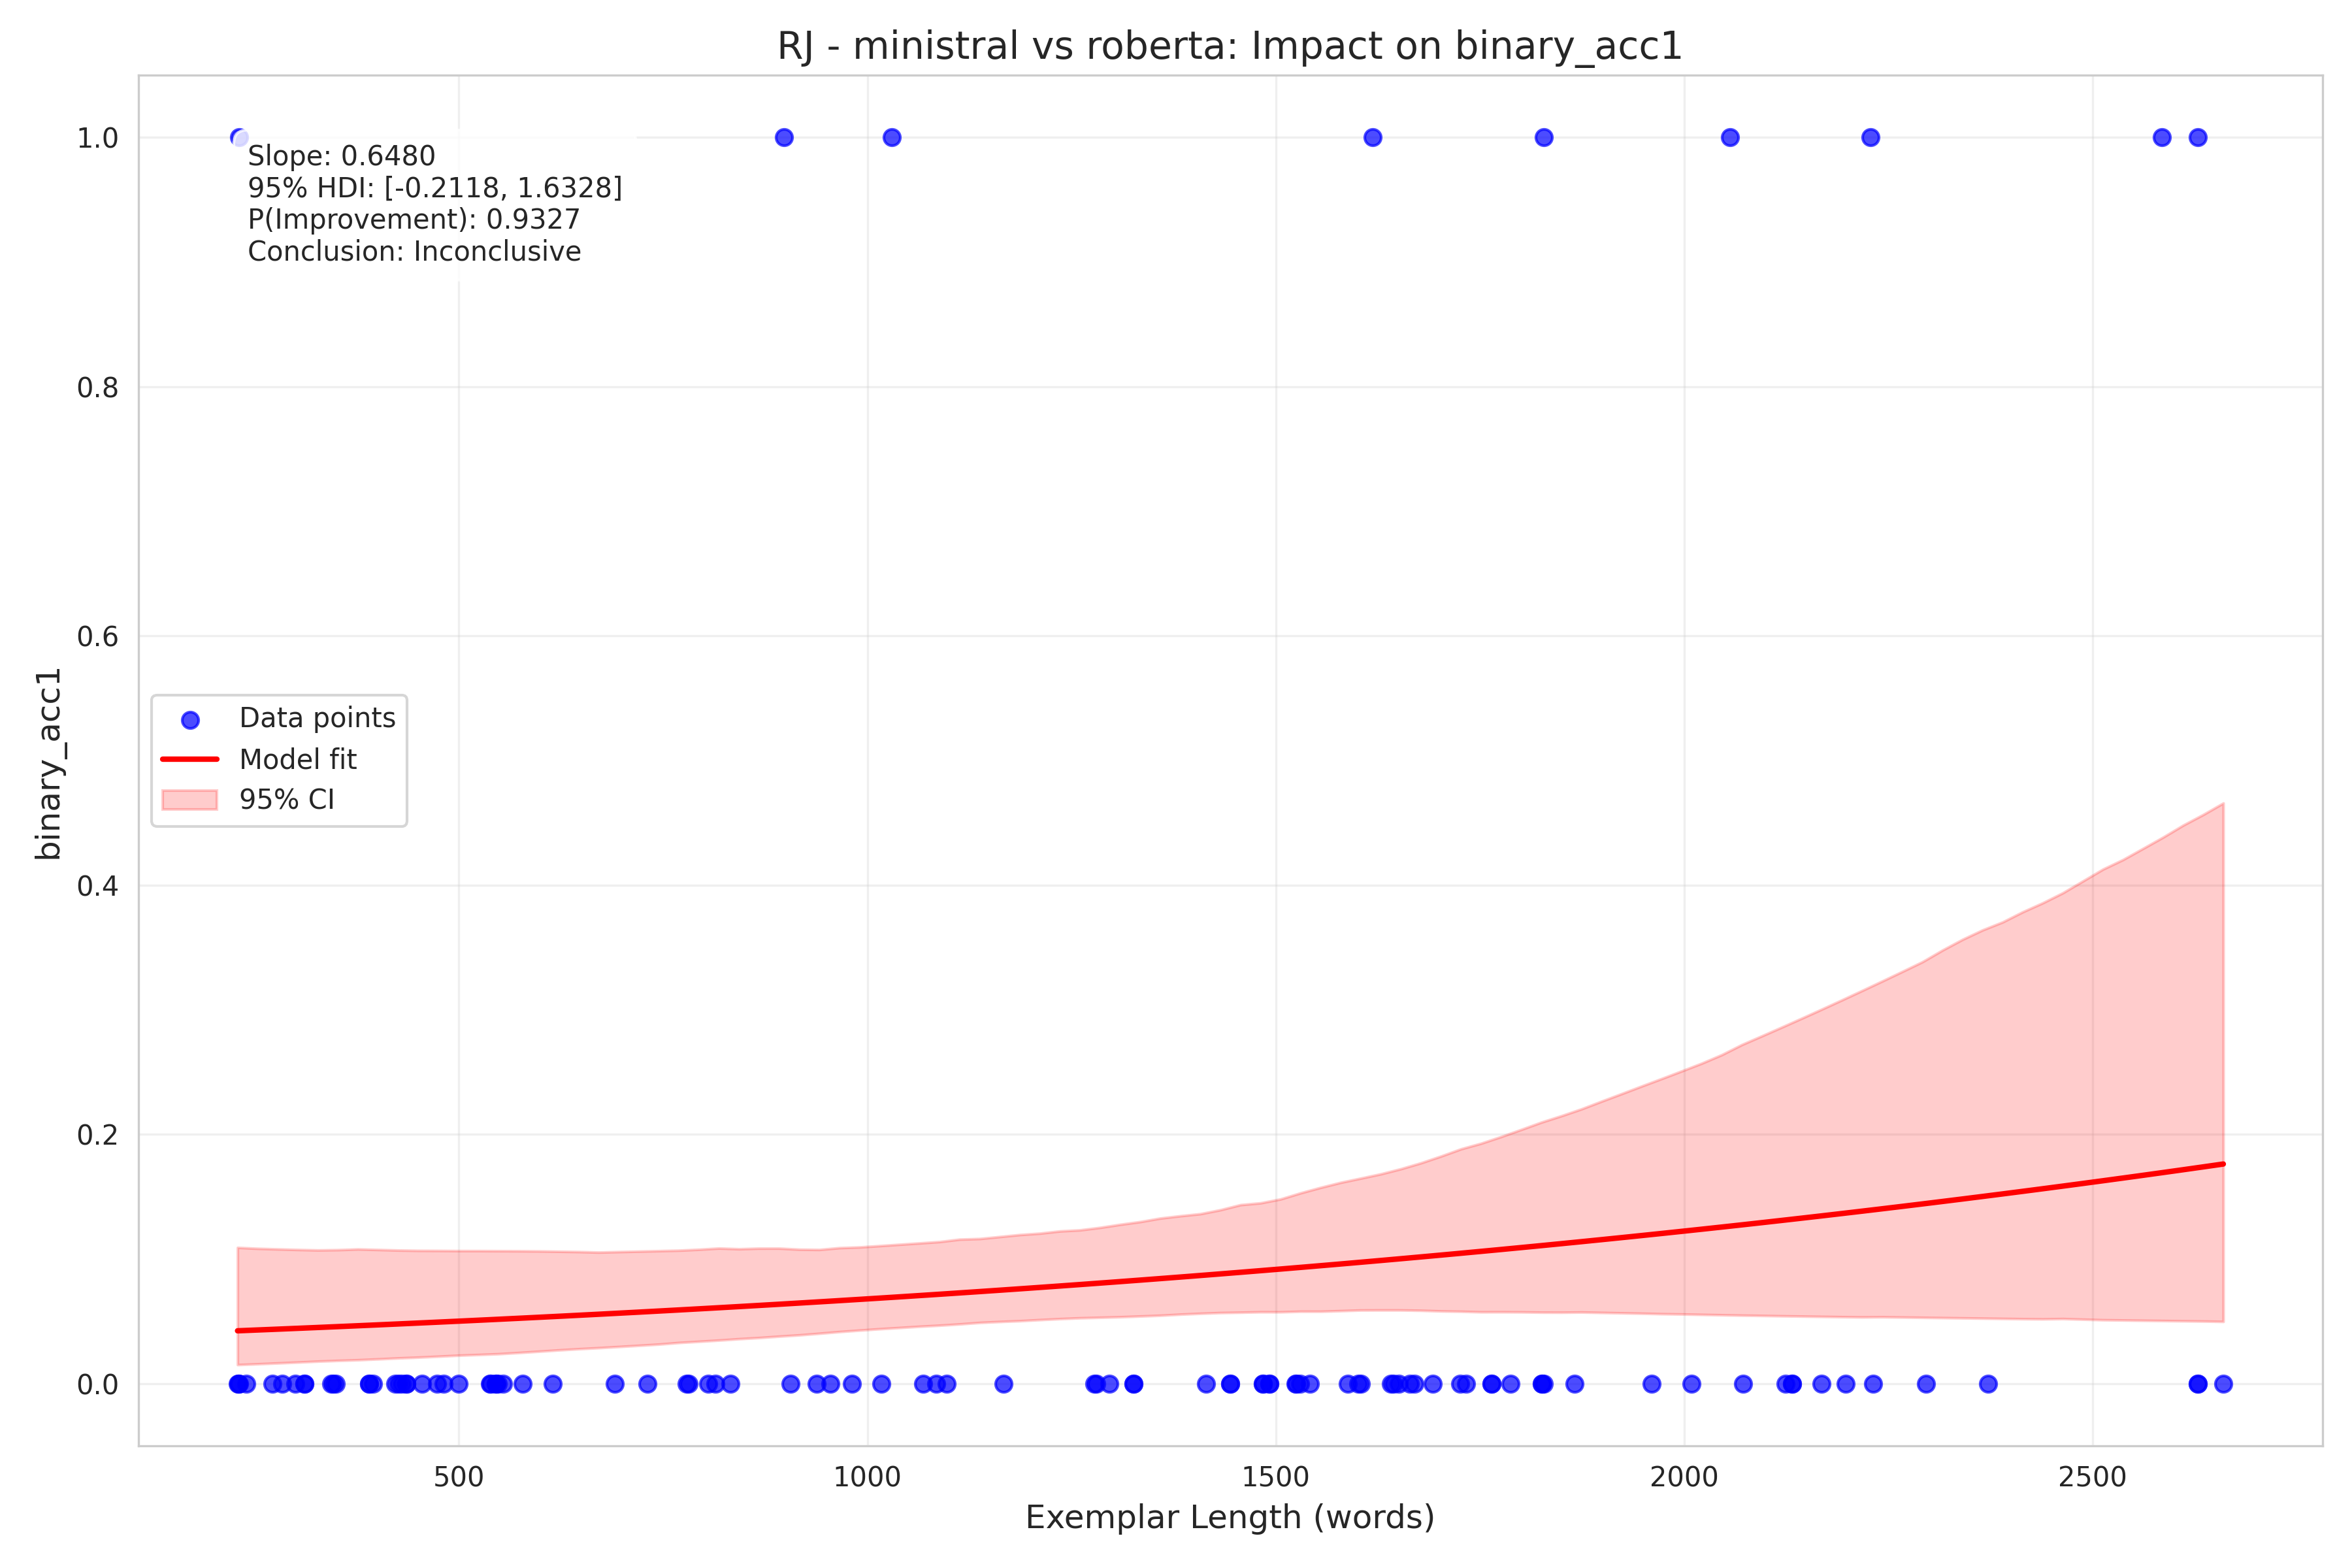 RJ - ministral vs roberta: Impact on binary_acc1
1.0
0.8
0.6
0.4
0.2
0.0
binary_acc1
Slope: 0.6480
95% HDI: [-0.2118, 1.6328]
P(Improvement): 0.9327
Conclusion: Inconclusive
Data points
Model fit
95% CI
500
1000
1500
2000
2500
Exemplar Length (words)